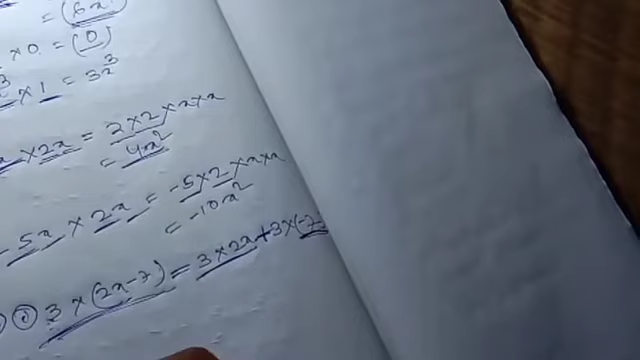 = (6x
× 0 = (0)
× 1 = 3x³
× 2x = 2×2×x×x
= 4x²
-5x × 2x = -5×2×x×x
= -10x²
3 × (2x-7) = 3×2x+3×(-7